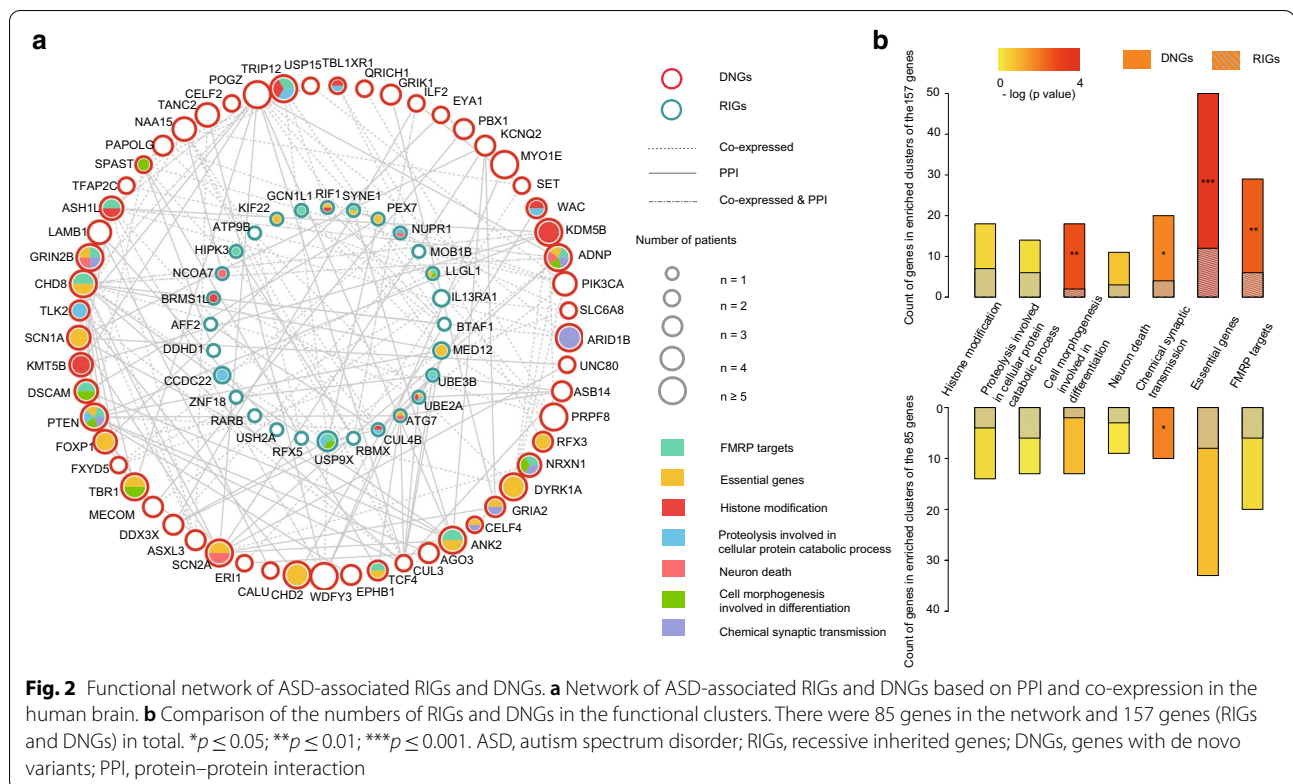 a
TRIP12
USP15
TBL1XR1
QRICH1
GRIK1
ILF2
EYA1
PBX1
KCNQ2
MYO1E
SET
WAC
KDM5B
ADNP
PIK3CA
SLC6A8
ARID1B
UNC80
ASB14
PRPF8
RFX3
NRXN1
DYRK1A
GRIA2
CELF4
ANK2
AGO3
CUL3
TCF4
EPHB1
WDFY3
CHD2
CALU
ERI1
SCN2A
ASXL3
DDX3X
MECOM
TBR1
FXYD5
FOXP1
PTEN
DSCAM
KMT5B
SCN1A
TLK2
CHD8
GRIN2B
LAMB1
ASH1L
TFAP2C
SPAST
PAPOLG
NAA15
TANC2
CELF2
POGZ
RIF1
SYNE1
PEX7
NUPR1
MOB1B
LLGL1
IL13RA1
BTAF1
MED12
UBE3B
UBE2A
ATG7
CUL4B
RBMX
USP9X
RFX5
USH2A
RARB
ZNF18
CCDC22
DDHD1
AFF2
BRMS1L
NCOA7
HIPK3
ATP9B
KIF22
GCN1L1
DNGs
RIGs
Co-expressed
PPI
Co-expressed & PPI
Number of patients
n = 1
n = 2
n = 3
n = 4
n ≥ 5
FMRP targets
Essential genes
Histone modification
Proteolysis involved in
cellular protein catabolic process
Neuron death
Cell morphogenesis
involved in differentiation
Chemical synaptic transmission
b
0 4
- log (p value)
DNGs
RIGs
Count of genes in enriched clusters of the157 genes
50
40
30
20
10
0
**
*
***
**
Histone modification
Proteolysis involved
in cellular protein
catabolic process
Cell morphogenesis
involved in
differentiation
Neuron death
Chemical synaptic
transmission
Essential genes
FMRP targets
Count of genes in enriched clusters of the 85 genes
0
10
20
30
40
*
Fig. 2 Functional network of ASD-associated RIGs and DNGs. a Network of ASD-associated RIGs and DNGs based on PPI and co-expression in the
human brain. b Comparison of the numbers of RIGs and DNGs in the functional clusters. There were 85 genes in the network and 157 genes (RIGs
and DNGs) in total. *p ≤ 0.05; **p ≤ 0.01; ***p ≤ 0.001. ASD, autism spectrum disorder; RIGs, recessive inherited genes; DNGs, genes with de novo
variants; PPI, protein–protein interaction